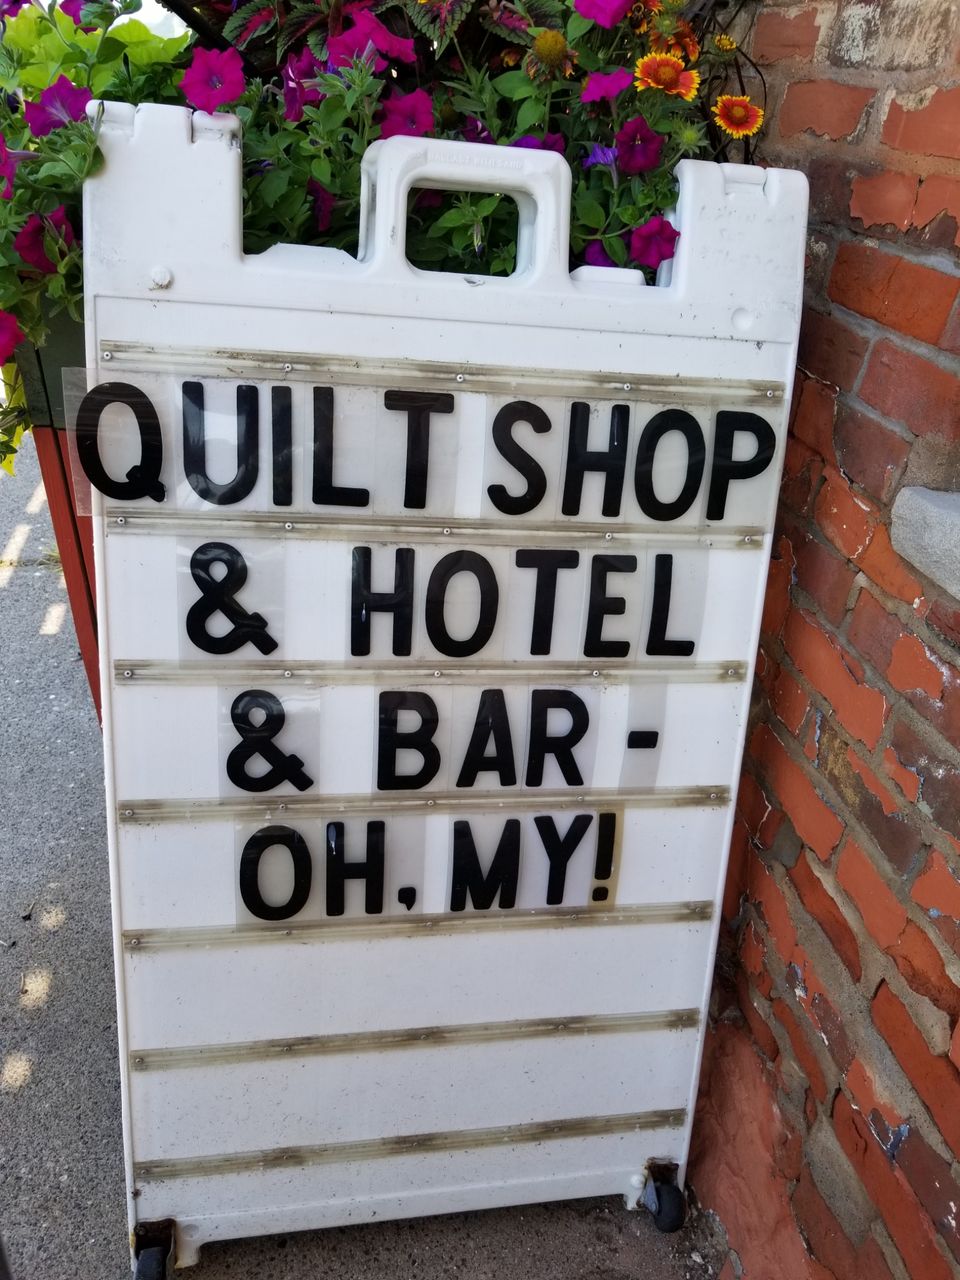 QUILT SHOP
& HOTEL
& BAR -
OH, MY!